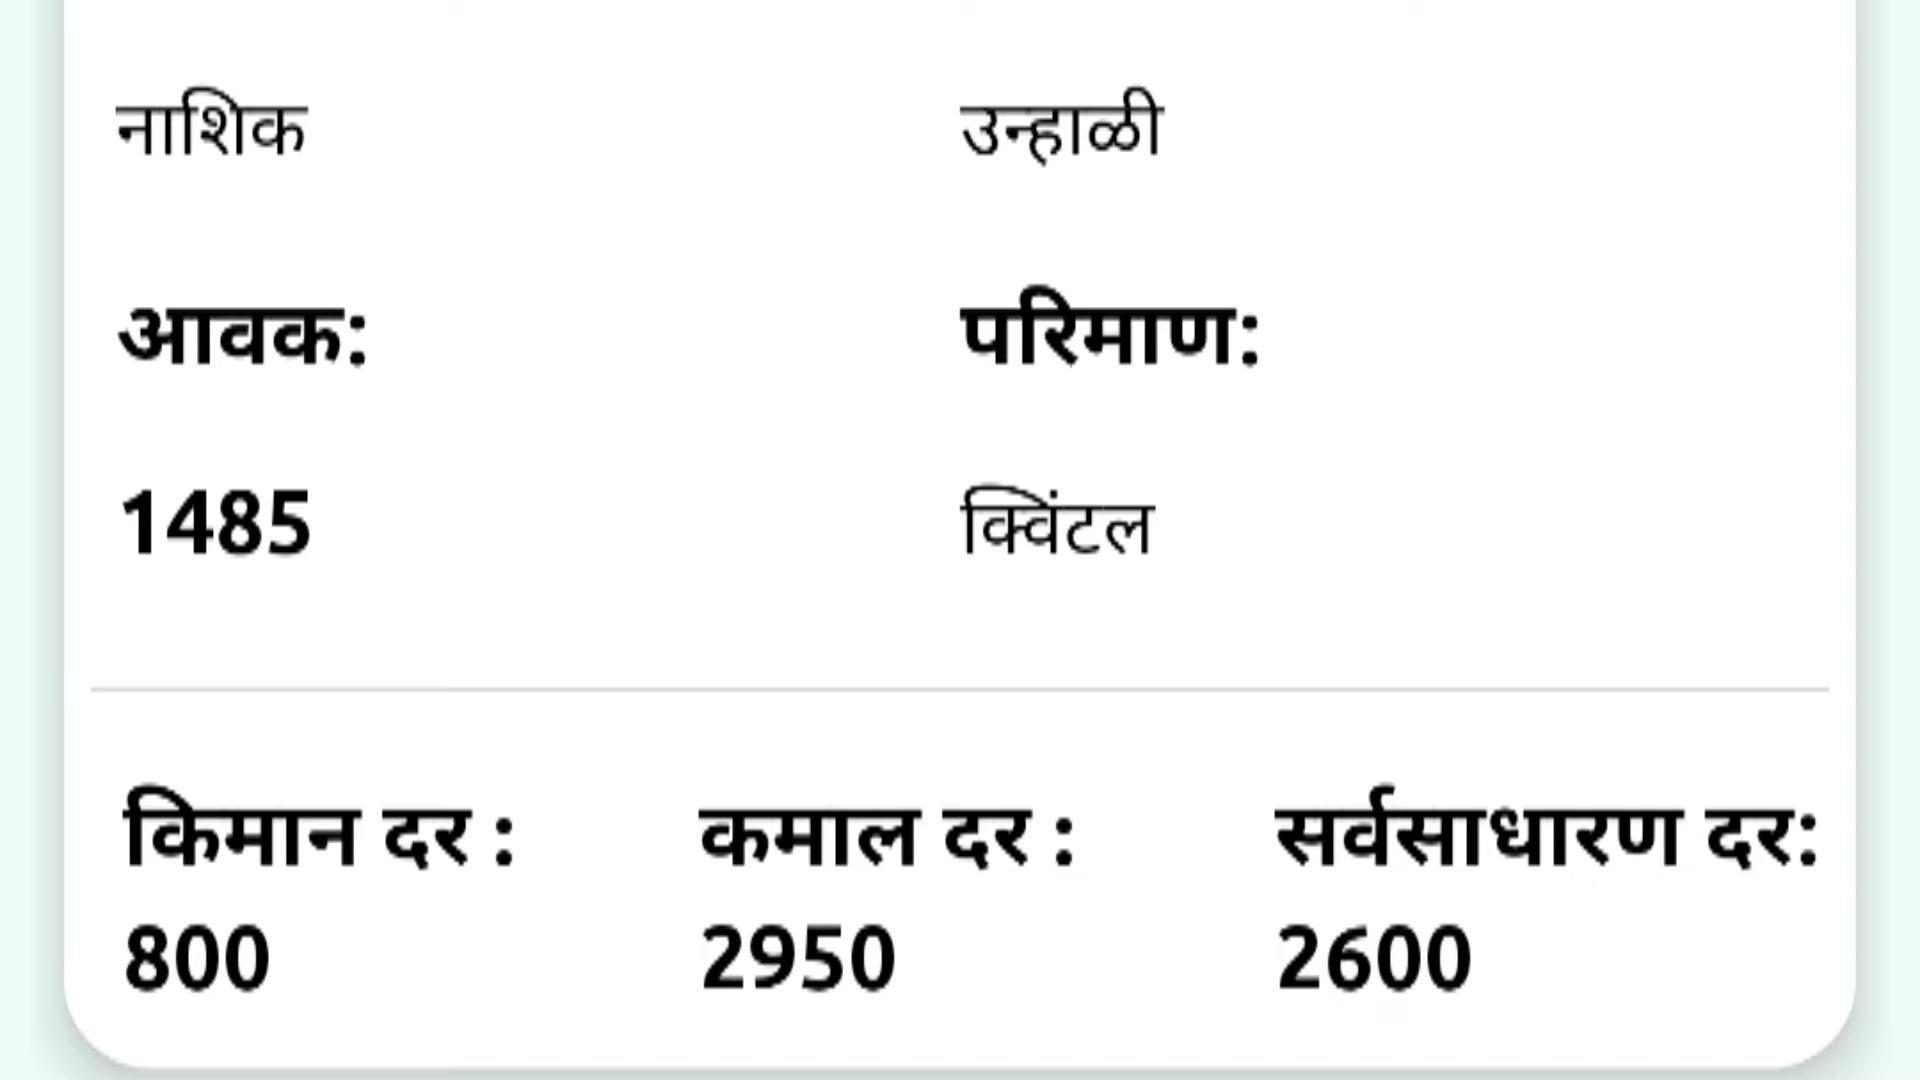 नाशिक उन्हाळी
आवक: परिमाण:
1485 क्विंटल
किमान दर : कमाल दर : सर्वसाधारण दर:
800 2950 2600